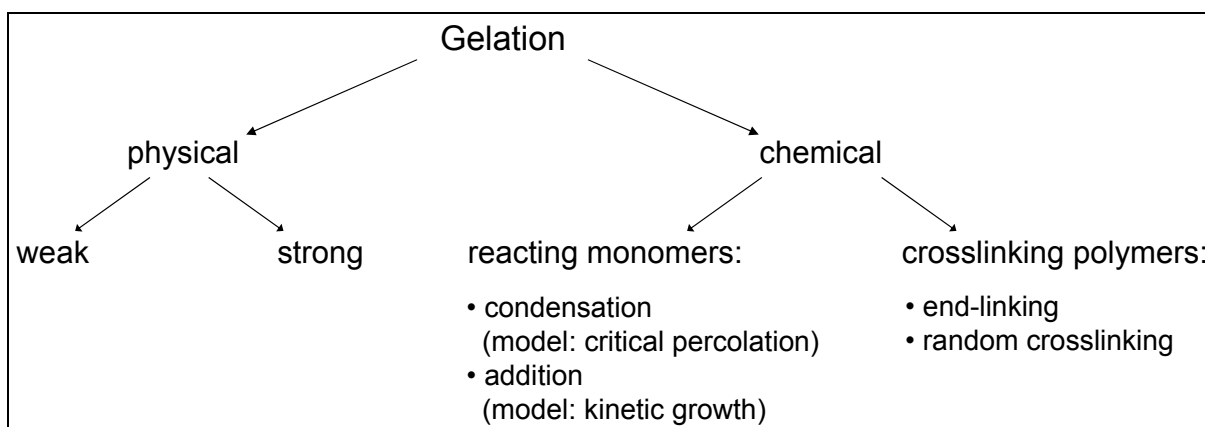 Gelation
physical
chemical
weak
strong
reacting monomers:
• condensation
(model: critical percolation)
• addition
(model: kinetic growth)
crosslinking polymers:
• end-linking
• random crosslinking